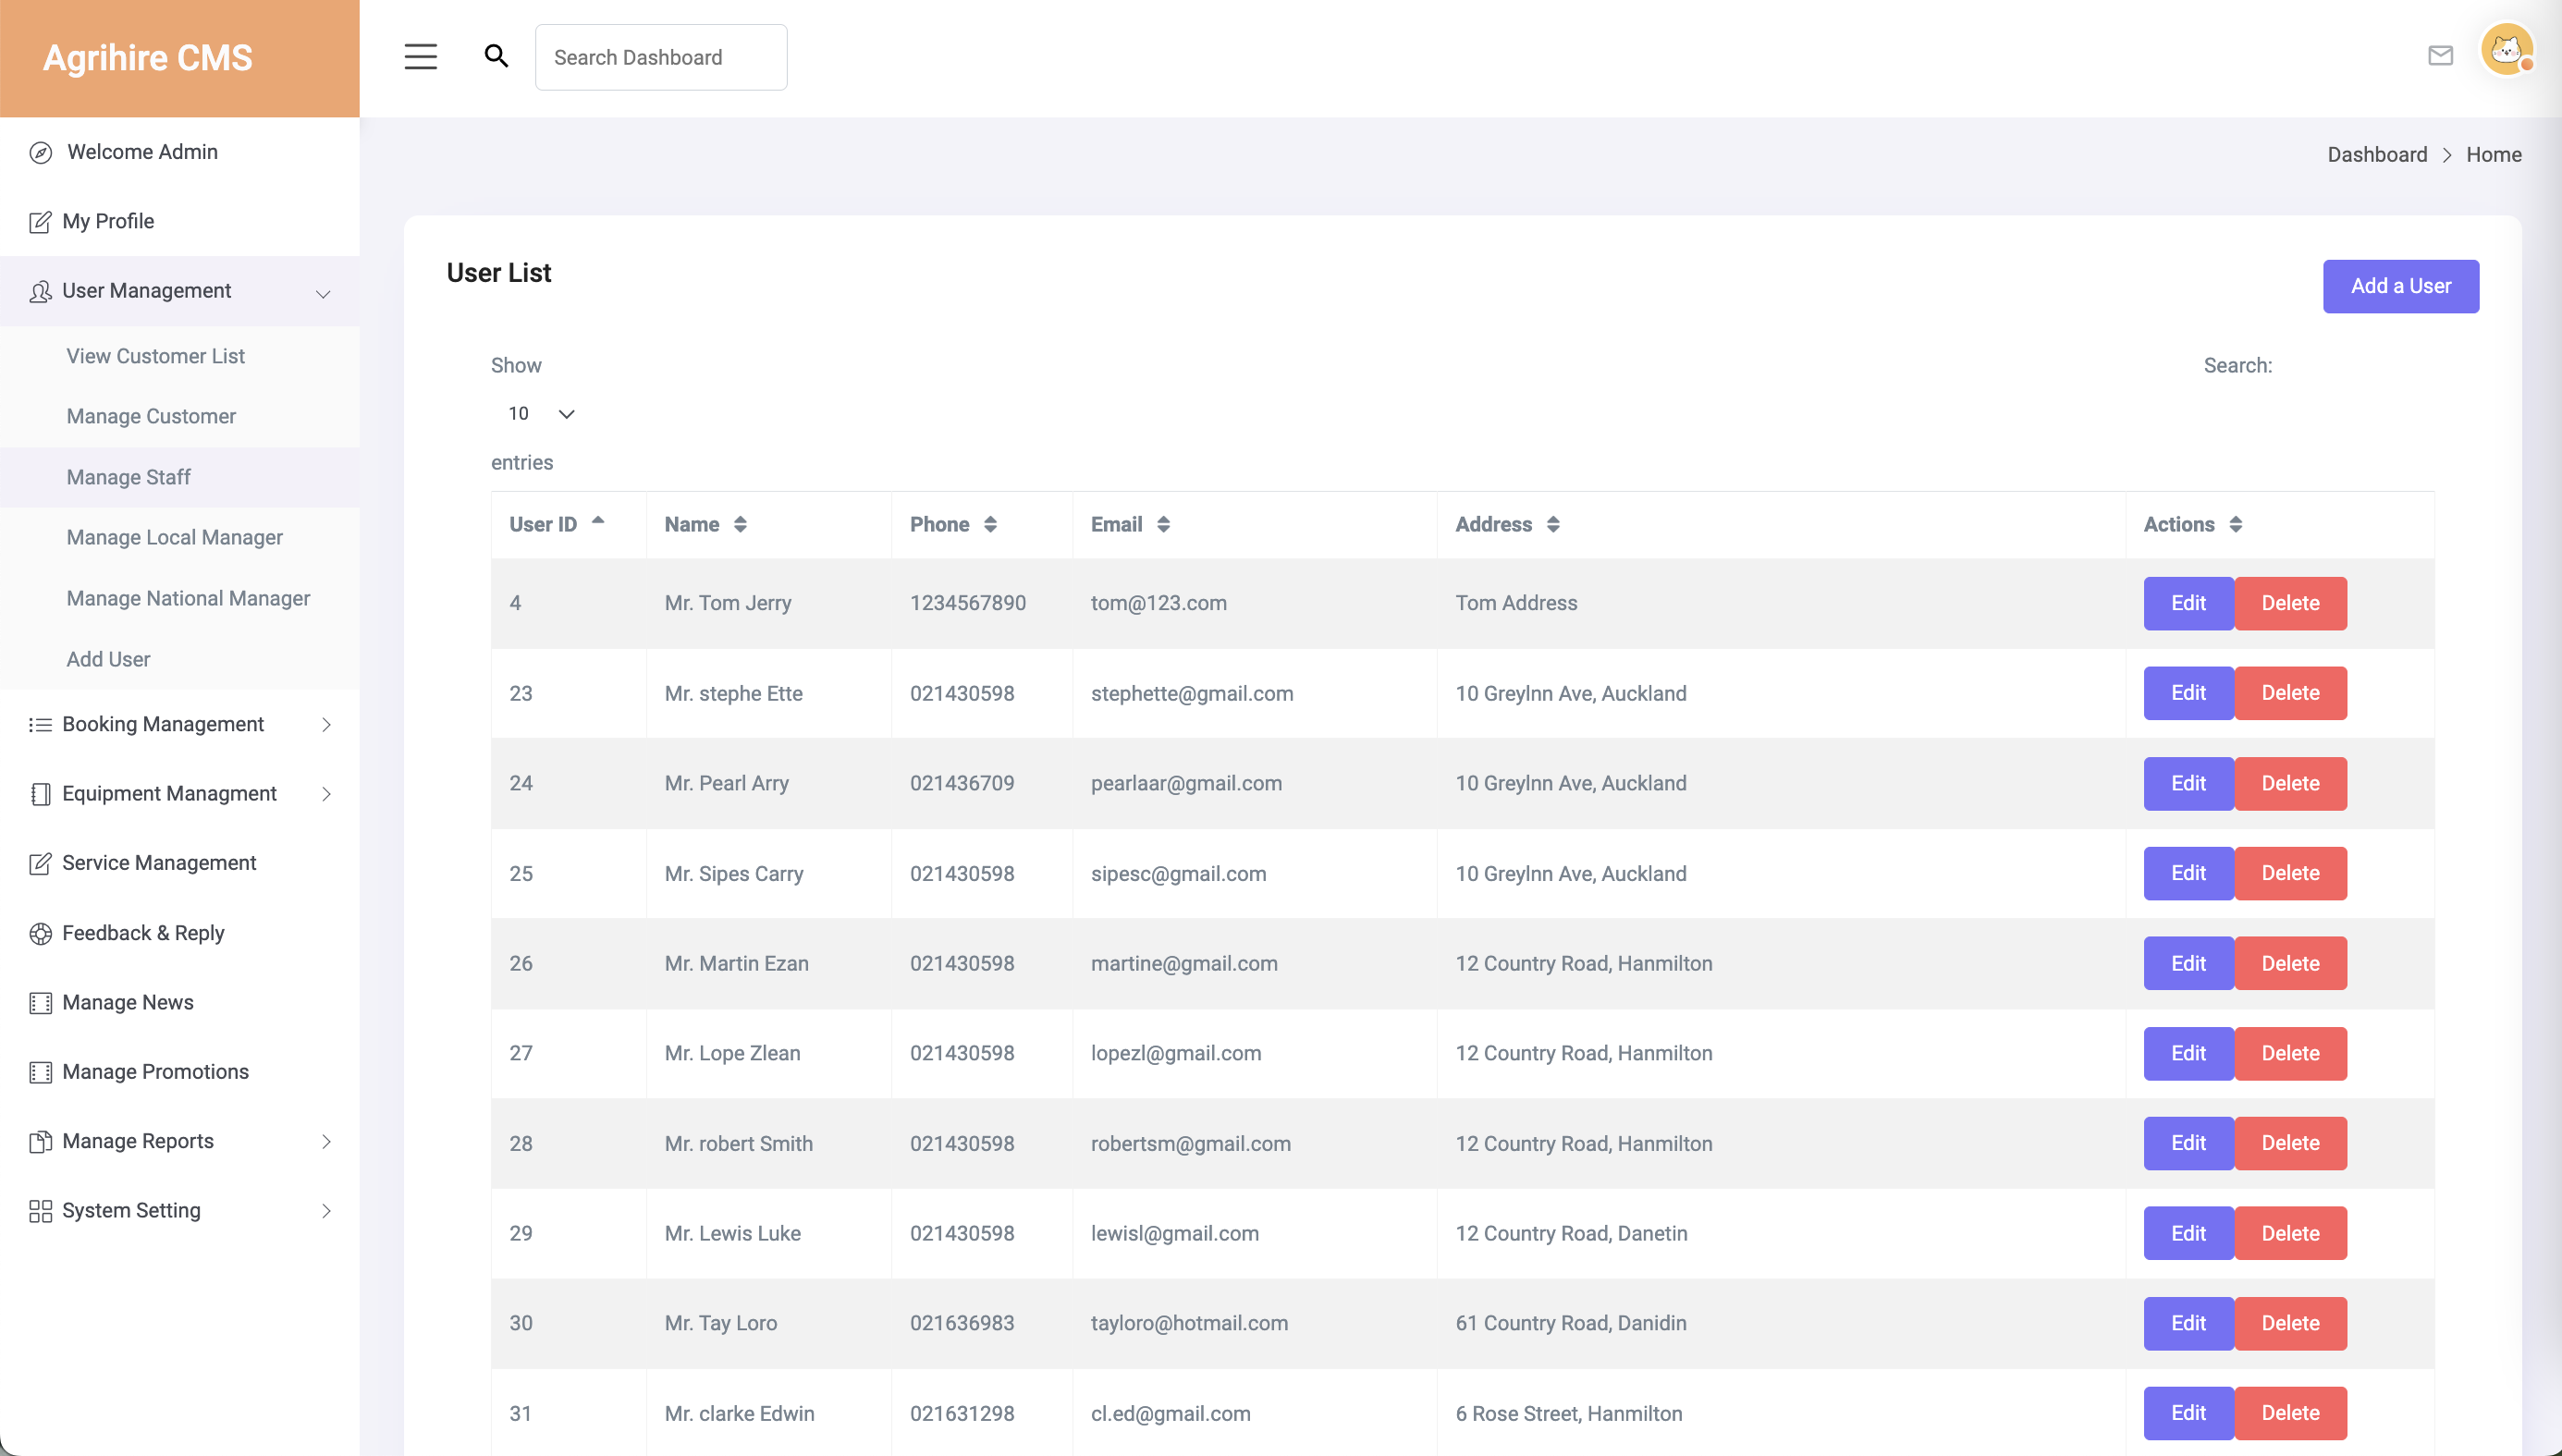 Agrihire CMS
Search Dashboard
Welcome Admin
My Profile
User Management
View Customer List
Manage Customer
Manage Staff
Manage Local Manager
Manage National Manager
Add User
Booking Management
Equipment Managment
Service Management
Feedback & Reply
Manage News
Manage Promotions
Manage Reports
System Setting
Dashboard > Home
User List
Add a User
Show
10
entries
Search:
User ID Name Phone Email Address Actions
4 Mr. Tom Jerry 1234567890 tom@123.com Tom Address Edit Delete
23 Mr. stephe Ette 021430598 stephette@gmail.com 10 Greylnn Ave, Auckland Edit Delete
24 Mr. Pearl Arry 021436709 pearlaar@gmail.com 10 Greylnn Ave, Auckland Edit Delete
25 Mr. Sipes Carry 021430598 sipesc@gmail.com 10 Greylnn Ave, Auckland Edit Delete
26 Mr. Martin Ezan 021430598 martine@gmail.com 12 Country Road, Hanmilton Edit Delete
27 Mr. Lope Zlean 021430598 lopezl@gmail.com 12 Country Road, Hanmilton Edit Delete
28 Mr. robert Smith 021430598 robertsm@gmail.com 12 Country Road, Hanmilton Edit Delete
29 Mr. Lewis Luke 021430598 lewisl@gmail.com 12 Country Road, Danetin Edit Delete
30 Mr. Tay Loro 021636983 tayloro@hotmail.com 61 Country Road, Danidin Edit Delete
31 Mr. clarke Edwin 021631298 cl.ed@gmail.com 6 Rose Street, Hanmilton Edit Delete